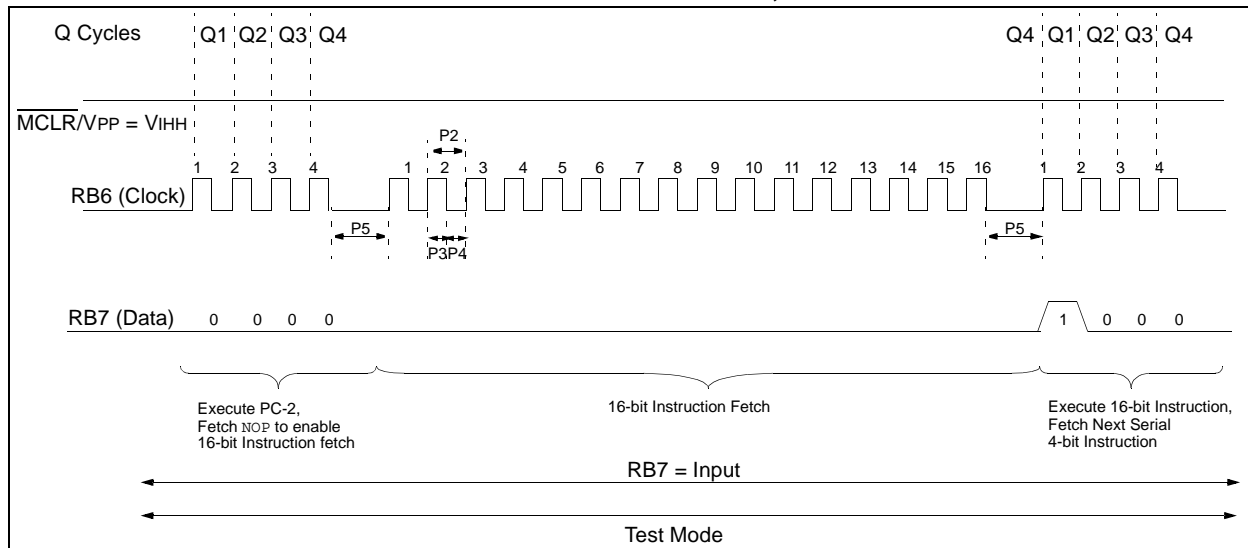 Q Cycles Q1 Q2 Q3 Q4 Q4 Q1 Q2 Q3 Q4
MCLR/VPP = VIHH
P2
1 2 3 4 1 2 3 4 5 6 7 8 9 10 11 12 13 14 15 16 1 2 3 4
RB6 (Clock)
P5 P5
P3 P4
RB7 (Data) 0 0 0 0 1 0 0 0
Execute PC-2,
Fetch NOP to enable
16-bit Instruction fetch
16-bit Instruction Fetch
Execute 16-bit Instruction,
Fetch Next Serial
4-bit Instruction
RB7 = Input
Test Mode